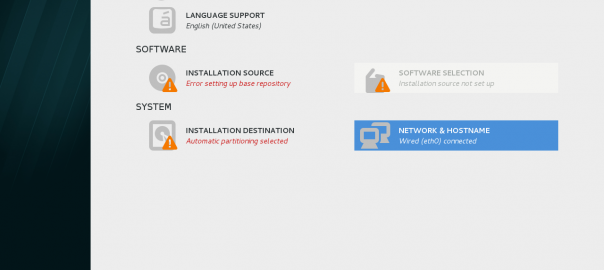 LANGUAGE SUPPORT
English (United States)
SOFTWARE
INSTALLATION SOURCE
Error setting up base repository
SOFTWARE SELECTION
Installation source not set up
SYSTEM
INSTALLATION DESTINATION
Automatic partitioning selected
NETWORK & HOSTNAME
Wired (eth0) connected